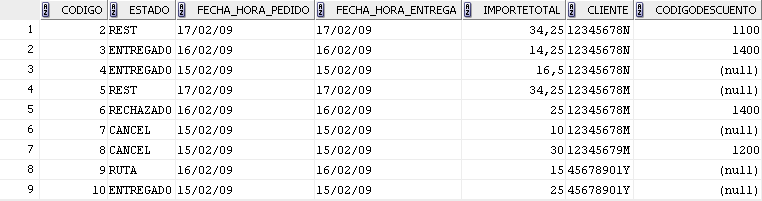 CODIGO ESTADO FECHA_HORA_PEDIDO FECHA_HORA_ENTREGA IMPORTETOTAL CLIENTE CODIGODESCUENTO
1 2 REST 17/02/09 17/02/09 34,25 12345678N 1100
2 3 ENTREGADO 16/02/09 16/02/09 14,25 12345678N 1400
3 4 ENTREGADO 15/02/09 15/02/09 16,5 12345678N (null)
4 5 REST 17/02/09 17/02/09 34,25 12345678M (null)
5 6 RECHAZADO 16/02/09 16/02/09 25 12345678M 1400
6 7 CANCEL 15/02/09 15/02/09 10 12345678M (null)
7 8 CANCEL 15/02/09 15/02/09 30 12345679M 1200
8 9 RUTA 16/02/09 16/02/09 15 45678901Y (null)
9 10 ENTREGADO 15/02/09 15/02/09 25 45678901Y (null)